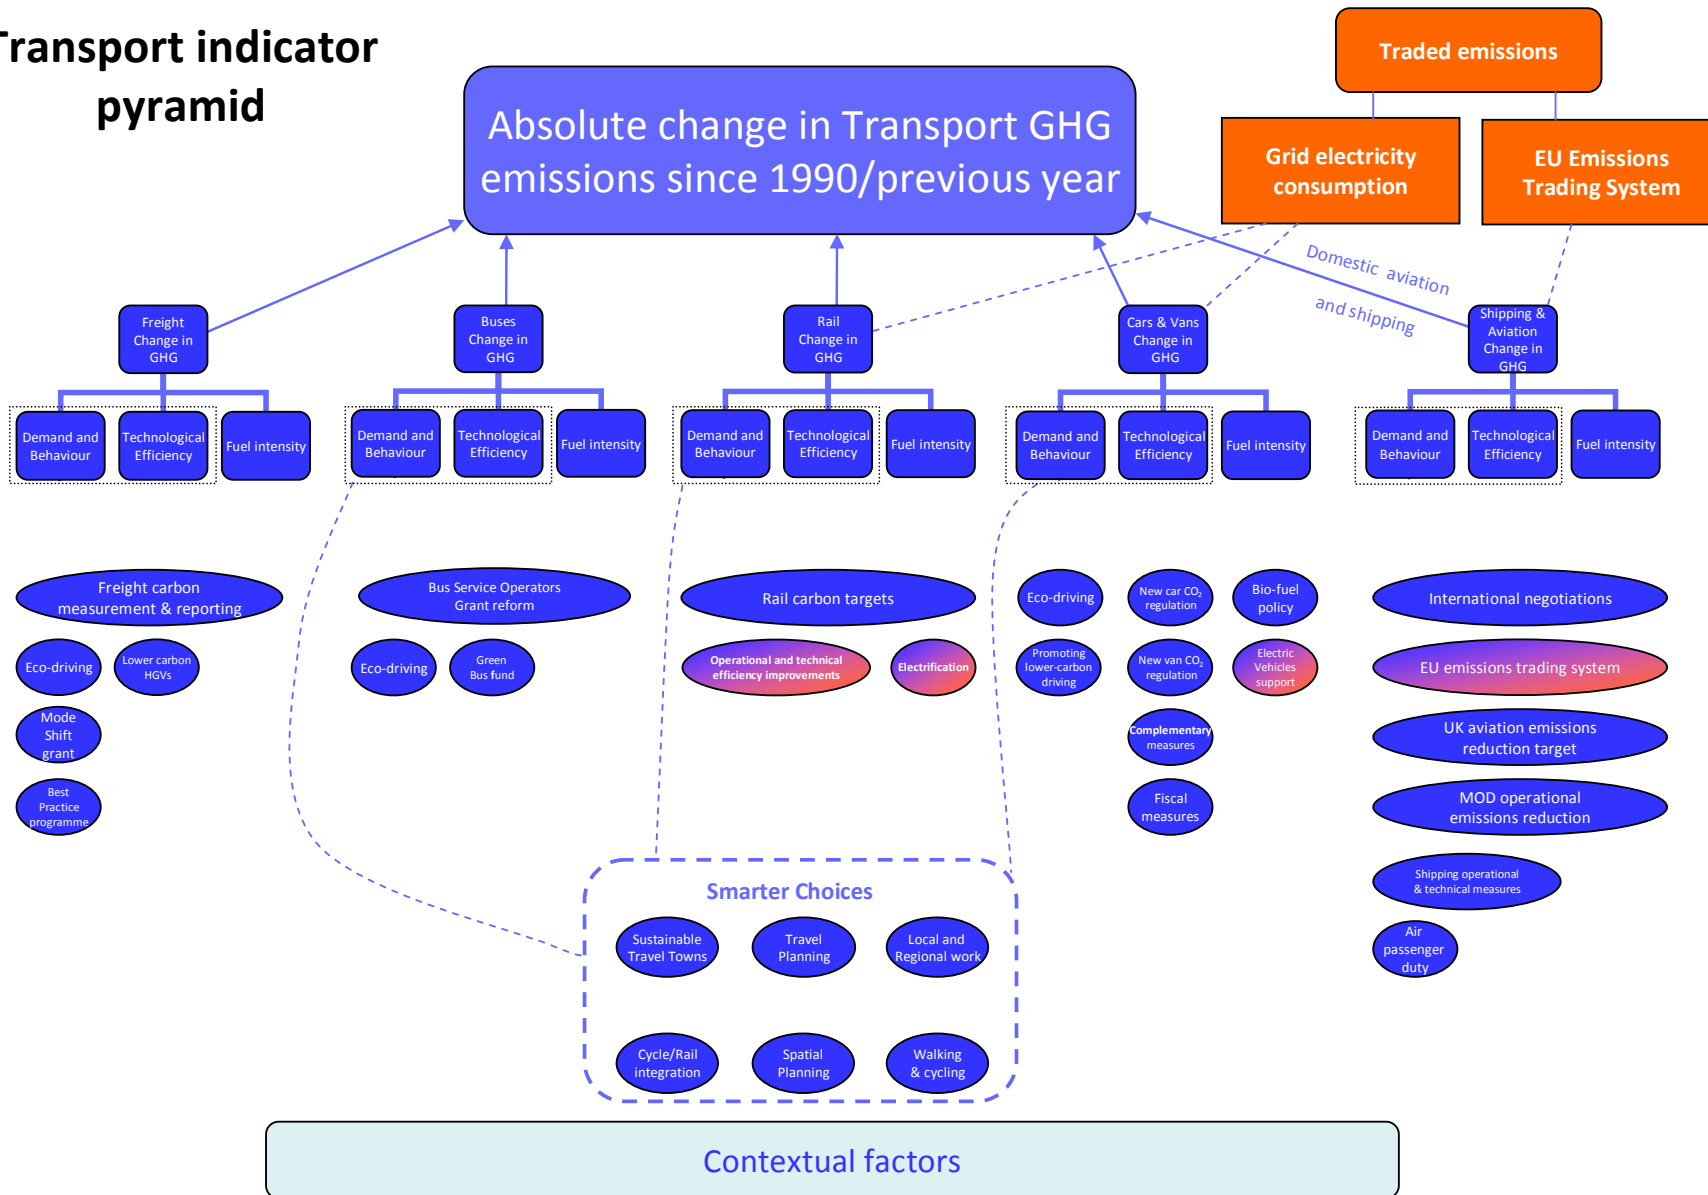 Transport indicator
pyramid
Traded emissions
Absolute change in Transport GHG
emissions since 1990/previous year
Grid electricity
consumption
EU Emissions
Trading System
Domestic aviation
and shipping
Freight
Change in
GHG
Buses
Change in
GHG
Rail
Change in
GHG
Cars & Vans
Change in
GHG
Shipping &
Aviation
Change in
GHG
Demand and
Behaviour
Technological
Efficiency
Fuel intensity
Demand and
Behaviour
Technological
Efficiency
Fuel intensity
Demand and
Behaviour
Technological
Efficiency
Fuel intensity
Demand and
Behaviour
Technological
Efficiency
Fuel intensity
Demand and
Behaviour
Technological
Efficiency
Fuel intensity
Freight carbon
measurement & reporting
Eco-driving
Lower carbon
HGVs
Mode
Shift
grant
Best
Practice
programme
Bus Service Operators
Grant reform
Eco-driving
Green
Bus fund
Rail carbon targets
Operational and technical
efficiency improvements
Electrification
Eco-driving
New car CO₂
regulation
Bio-fuel
policy
Promoting
lower-carbon
driving
New van CO₂
regulation
Electric
Vehicles
support
Complementary
measures
Fiscal
measures
International negotiations
EU emissions trading system
UK aviation emissions
reduction target
MOD operational
emissions reduction
Shipping operational
& technical measures
Air
passenger
duty
Smarter Choices
Sustainable
Travel Towns
Travel
Planning
Local and
Regional work
Cycle/Rail
integration
Spatial
Planning
Walking
& cycling
Contextual factors